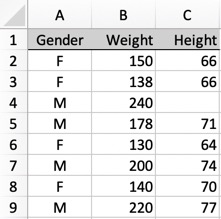 A B C
1 Gender Weight Height
2 F 150 66
3 F 138 66
4 M 240
5 M 178 71
6 F 130 64
7 M 200 74
8 F 140 70
9 M 220 77